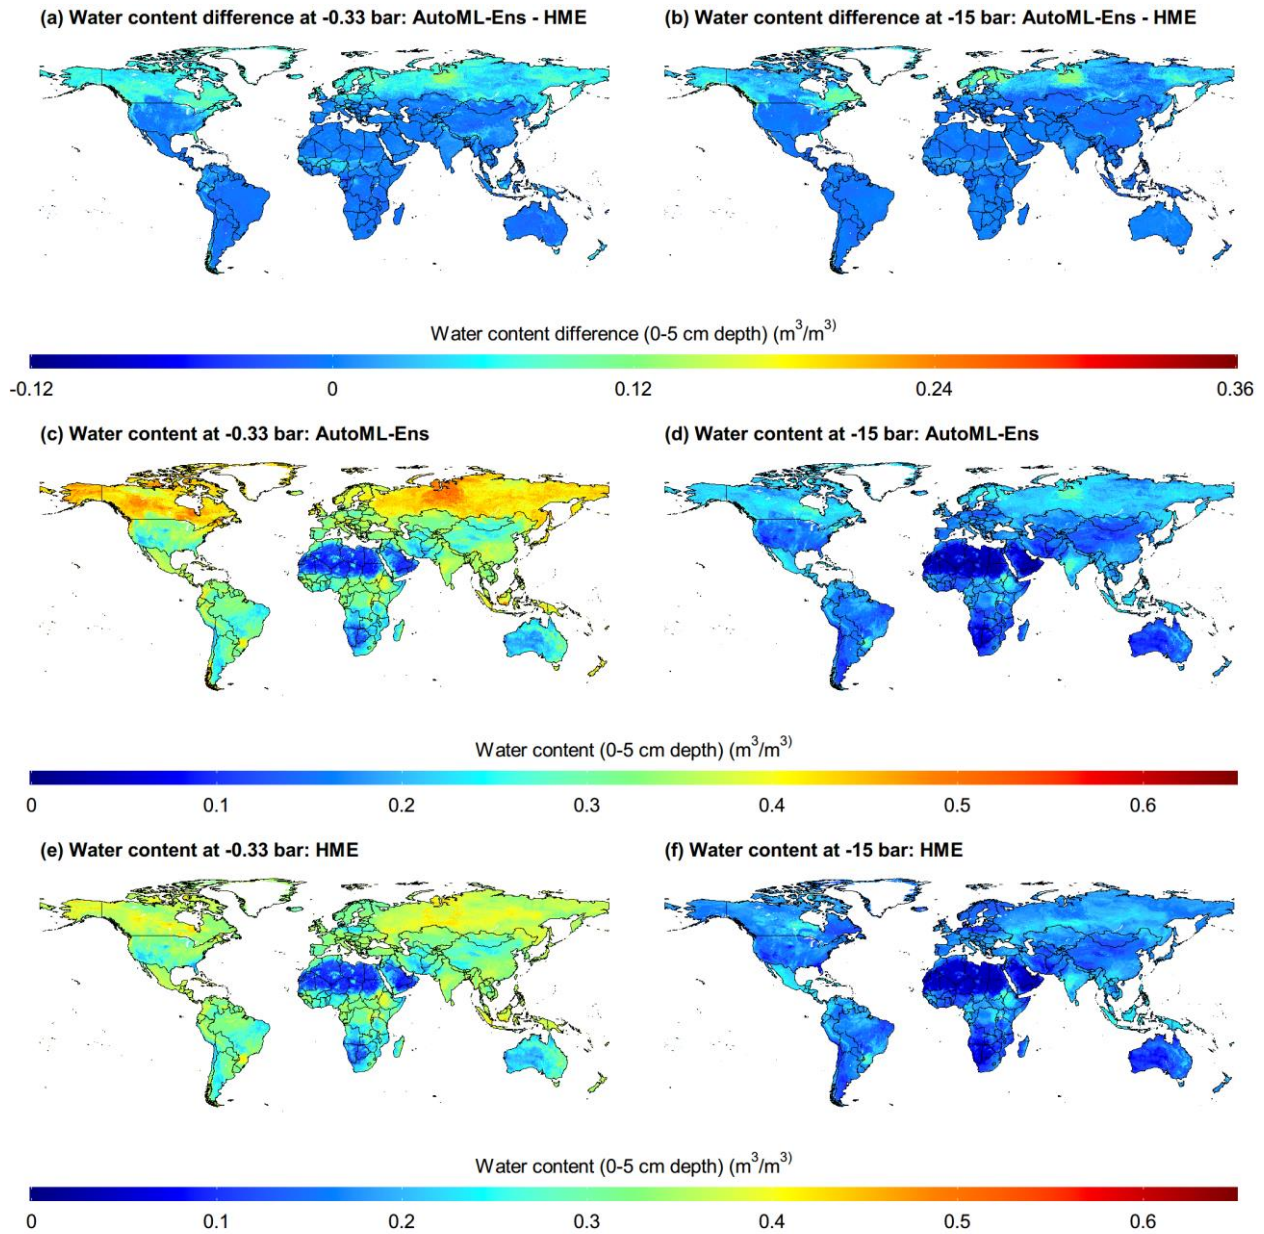 (a) Water content difference at -0.33 bar: AutoML-Ens - HME
(b) Water content difference at -15 bar: AutoML-Ens - HME
Water content difference (0-5 cm depth) (m³/m³)
-0.12 0 0.12 0.24 0.36
(c) Water content at -0.33 bar: AutoML-Ens
(d) Water content at -15 bar: AutoML-Ens
Water content (0-5 cm depth) (m³/m³⁾
0 0.1 0.2 0.3 0.4 0.5 0.6
(e) Water content at -0.33 bar: HME
(f) Water content at -15 bar: HME
Water content (0-5 cm depth) (m³/m³⁾
0 0.1 0.2 0.3 0.4 0.5 0.6